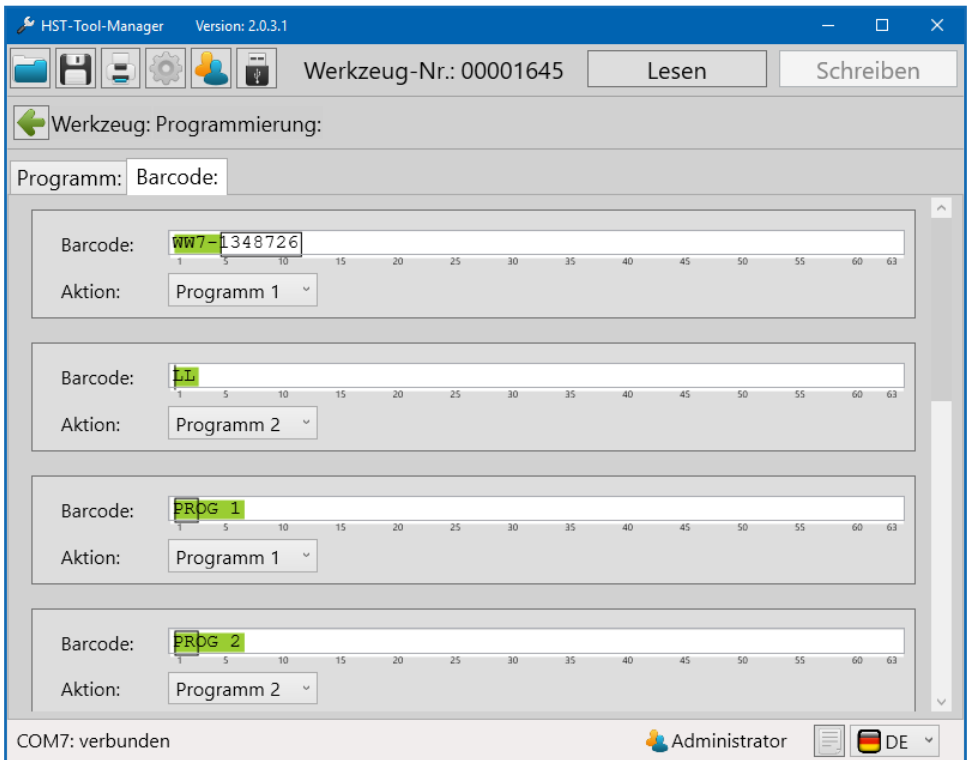 HST-Tool-Manager Version: 2.0.3.1
Werkzeug-Nr.: 00001645 Lesen Schreiben
Werkzeug: Programmierung:
Programm: Barcode:
Barcode: WW7-1348726
1 5 10 15 20 25 30 35 40 45 50 55 60 63
Aktion: Programm 1
Barcode: LL
1 5 10 15 20 25 30 35 40 45 50 55 60 63
Aktion: Programm 2
Barcode: PROG 1
1 5 10 15 20 25 30 35 40 45 50 55 60 63
Aktion: Programm 1
Barcode: PROG 2
1 5 10 15 20 25 30 35 40 45 50 55 60 63
Aktion: Programm 2
COM7: verbunden Administrator DE